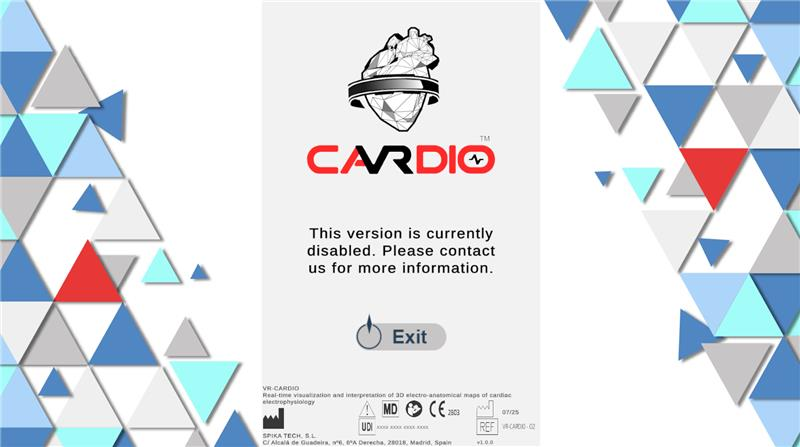 CAVRDIO
TM
This version is currently
disabled. Please contact
us for more information.
Exit
VR-CARDIO
Real-time visualization and interpretation of 3D electro-anatomical maps of cardiac
electrophysiology
MD
CE 2803
07/25
UDI xxxx xxxx xxxx xxxx
REF VR-CARDIO - 02
SPIKA TECH, S.L.
C/ Alcalá de Guadeira, nº6, 6ºA Derecha, 28018, Madrid, Spain
v1.0.0